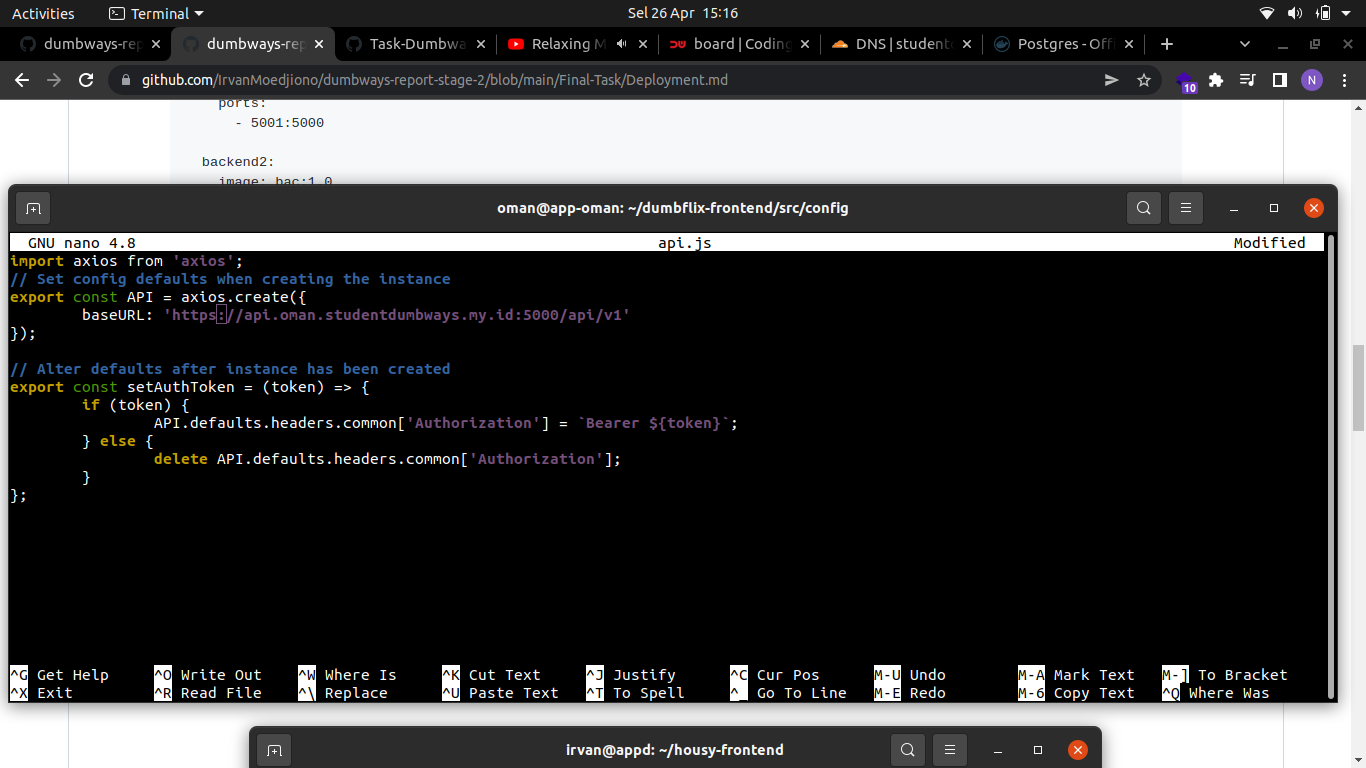 Activities Terminal Sel 26 Apr 15:16
dumbways-rep dumbways-rep Task-Dumbwa Relaxing M board | Coding DNS | student Postgres - Off
github.com/IrvanMoedjiono/dumbways-report-stage-2/blob/main/Final-Task/Deployment.md 10 N
ports:
- 5001:5000
backend2:
image: bac:1.0
oman@app-oman: ~/dumbflix-frontend/src/config
GNU nano 4.8 api.js Modified
import axios from 'axios';
// Set config defaults when creating the instance
export const API = axios.create({
baseURL: 'https://api.oman.studentdumbways.my.id:5000/api/v1'
});
// Alter defaults after instance has been created
export const setAuthToken = (token) => {
if (token) {
API.defaults.headers.common['Authorization'] = `Bearer ${token}`;
} else {
delete API.defaults.headers.common['Authorization'];
}
};
^G Get Help ^O Write Out ^W Where Is ^K Cut Text ^J Justify ^C Cur Pos M-U Undo M-A Mark Text M-] To Bracket
^X Exit ^R Read File ^\ Replace ^U Paste Text ^T To Spell ^_ Go To Line M-E Redo M-6 Copy Text ^Q Where Was
irvan@appd: ~/housy-frontend